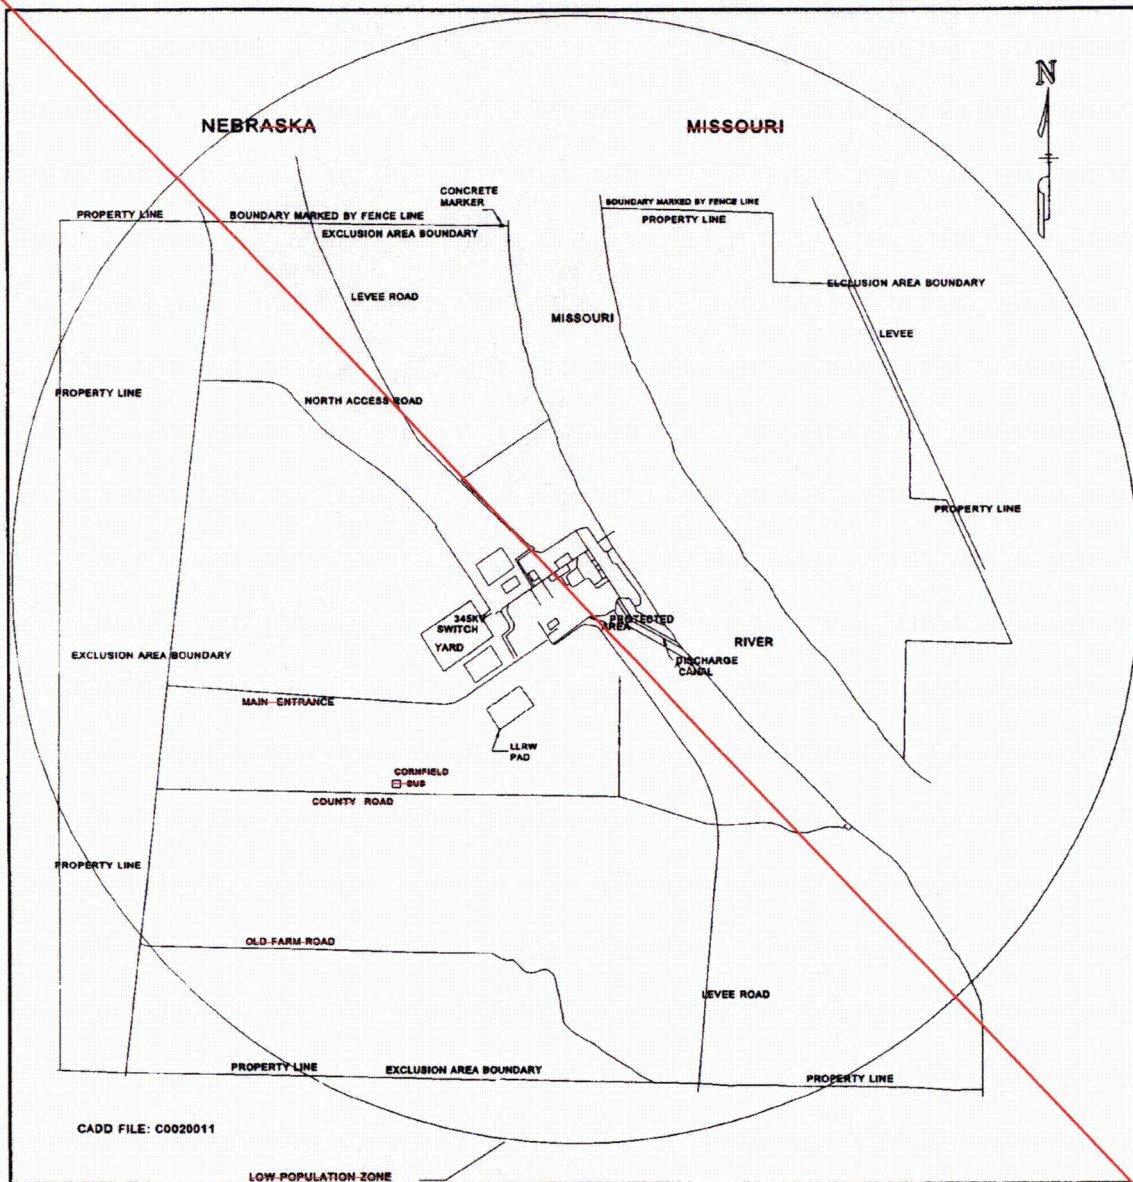 N
NEBRASKA
MISSOURI
CONCRETE
MARKER
BOUNDARY MARKED BY FENCE LINE
PROPERTY LINE
PROPERTY LINE
BOUNDARY MARKED BY FENCE LINE
EXCLUSION AREA BOUNDARY
ELCLUSION AREA BOUNDARY
LEVEE ROAD
MISSOURI
LEVEE
PROPERTY LINE
NORTH ACCESS ROAD
PROPERTY LINE
345KV
SWITCH
YARD
PROTECTED
AREA
RIVER
EXCLUSION AREA BOUNDARY
DISCHARGE
CANAL
MAIN ENTRANCE
LLRW
PAD
CORNFIELD
SUB
COUNTY ROAD
PROPERTY LINE
OLD FARM ROAD
LEVEE ROAD
PROPERTY LINE
EXCLUSION AREA BOUNDARY
PROPERTY LINE
CADD FILE: C0020011
LOW POPULATION ZONE